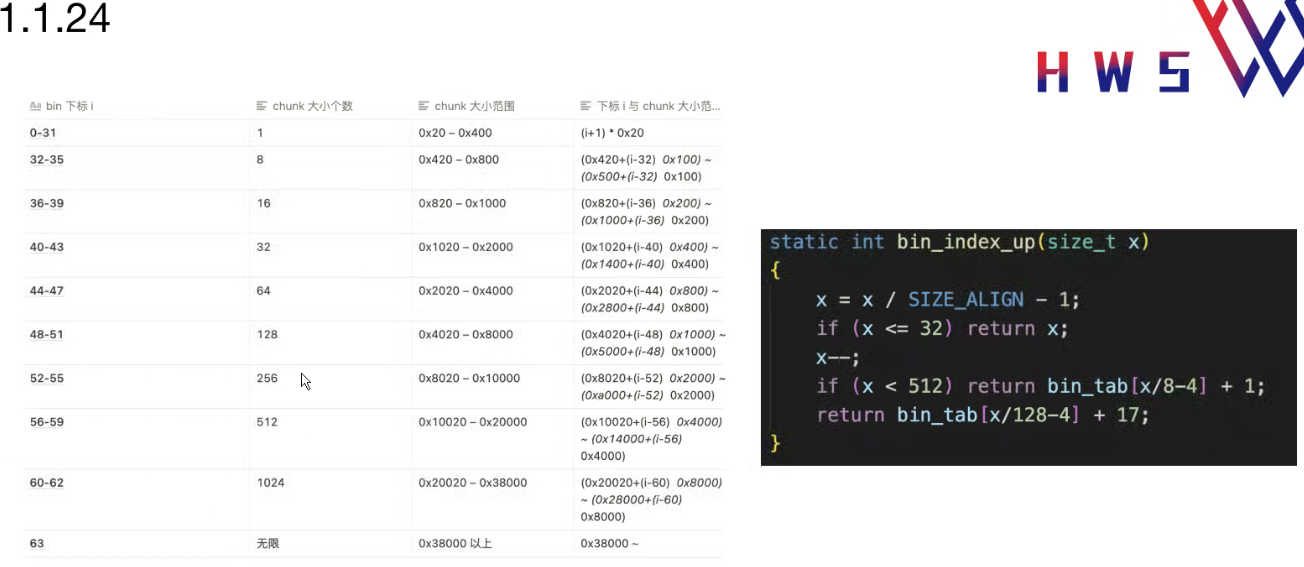 1.1.24
HWS
Aa bin 下标 i
chunk 大小个数
chunk 大小范围
下标 i 与 chunk 大小范...
0-31
1
0x20 – 0x400
(i+1) * 0x20
32-35
8
0x420 – 0x800
(0x420+(i-32) 0x100) ~
(0x500+(i-32) 0x100)
36-39
16
0x820 – 0x1000
(0x820+(i-36) 0x200) ~
(0x1000+(i-36) 0x200)
40-43
32
0x1020 – 0x2000
(0x1020+(i-40) 0x400) ~
(0x1400+(i-40) 0x400)
44-47
64
0x2020 – 0x4000
(0x2020+(i-44) 0x800) ~
(0x2800+(i-44) 0x800)
48-51
128
0x4020 – 0x8000
(0x4020+(i-48) 0x1000) ~
(0x5000+(i-48) 0x1000)
52-55
256
0x8020 – 0x10000
(0x8020+(i-52) 0x2000) ~
(0xa000+(i-52) 0x2000)
56-59
512
0x10020 – 0x20000
(0x10020+(i-56) 0x4000)
~ (0x14000+(i-56)
0x4000)
60-62
1024
0x20020 – 0x38000
(0x20020+(i-60) 0x8000)
~ (0x28000+(i-60)
0x8000)
63
无限
0x38000 以上
0x38000 ~
static int bin_index_up(size_t x)
{
x = x / SIZE_ALIGN - 1;
if (x <= 32) return x;
x--;
if (x < 512) return bin_tab[x/8-4] + 1;
return bin_tab[x/128-4] + 17;
}